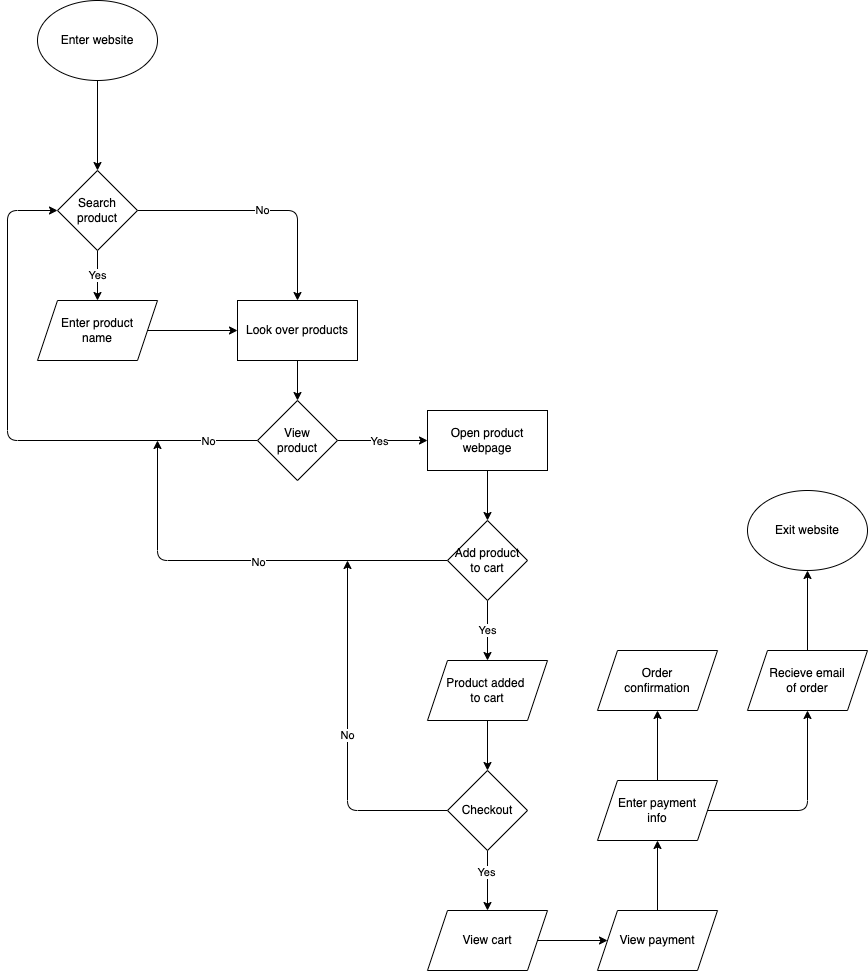 Enter website
Search
product
No
Yes
Enter product
name
Look over products
View
product
No
Yes
Open product
webpage
Exit website
Add product
to cart
No
Yes
Product added
to cart
Order
confirmation
Recieve email
of order
No
Checkout
Enter payment
info
Yes
View cart
View payment